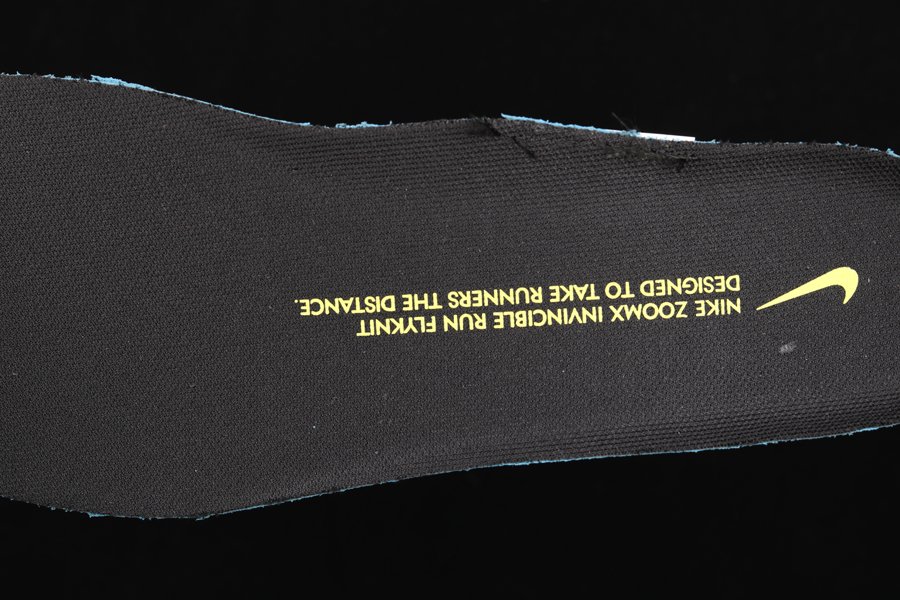 NIKE ZOOMX INVINCIBLE RUN FLYKNIT
DESIGNED TO TAKE RUNNERS THE DISTANCE.